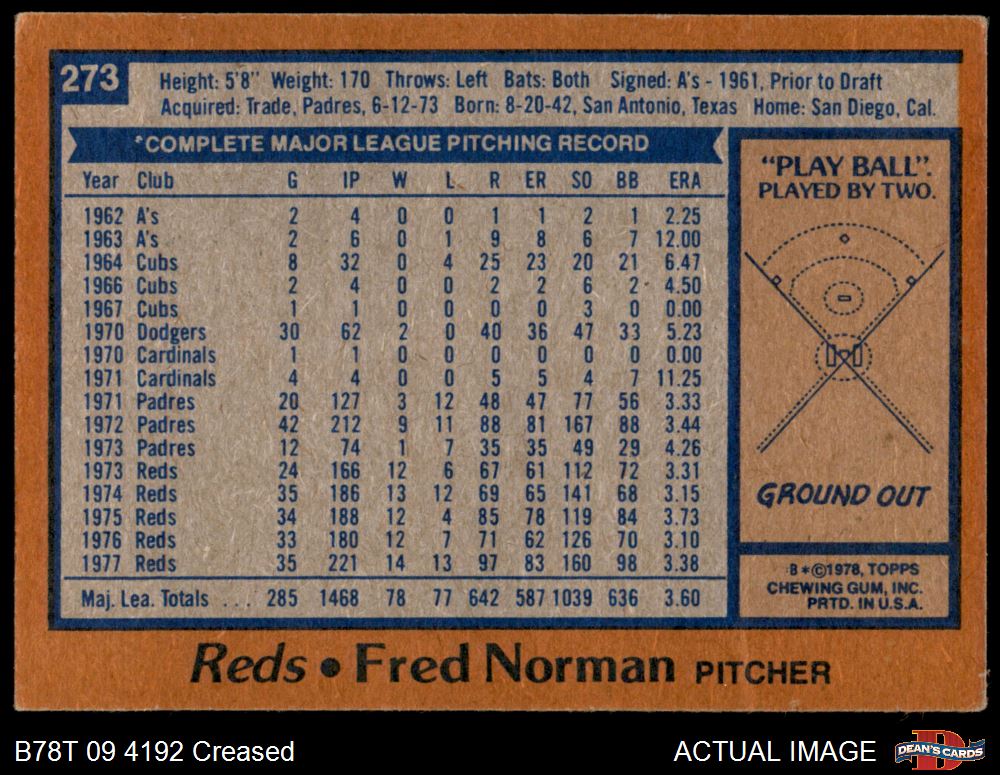 273
Height: 5'8" Weight: 170 Throws: Left Bats: Both Signed: A's - 1961, Prior to Draft
Acquired: Trade, Padres, 6-12-73 Born: 8-20-42, San Antonio, Texas Home: San Diego, Cal.
*COMPLETE MAJOR LEAGUE PITCHING RECORD
Year Club G IP W L R ER SO BB ERA
1962 A's 2 4 0 0 1 1 2 1 2.25
1963 A's 2 6 0 1 9 8 6 7 12.00
1964 Cubs 8 32 0 4 25 23 20 21 6.47
1966 Cubs 2 4 0 0 2 2 6 2 4.50
1967 Cubs 1 1 0 0 0 0 3 0 0.00
1970 Dodgers 30 62 2 0 40 36 47 33 5.23
1970 Cardinals 1 1 0 0 0 0 0 0 0.00
1971 Cardinals 4 4 0 0 5 5 4 7 11.25
1971 Padres 20 127 3 12 48 47 77 56 3.33
1972 Padres 42 212 9 11 88 81 167 88 3.44
1973 Padres 12 74 1 7 35 35 49 29 4.26
1973 Reds 24 166 12 6 67 61 112 72 3.31
1974 Reds 35 186 13 12 69 65 141 68 3.15
1975 Reds 34 188 12 4 85 78 119 84 3.73
1976 Reds 33 180 12 7 71 62 126 70 3.10
1977 Reds 35 221 14 13 97 83 160 98 3.38
Maj. Lea. Totals ... 285 1468 78 77 642 587 1039 636 3.60
"PLAY BALL".
PLAYED BY TWO.
GROUND OUT
B*©1978, TOPPS
CHEWING GUM, INC.
PRTD. IN U.S.A.
Reds • Fred Norman PITCHER
B78T 09 4192 Creased
ACTUAL IMAGE
DEAN'S CARDS